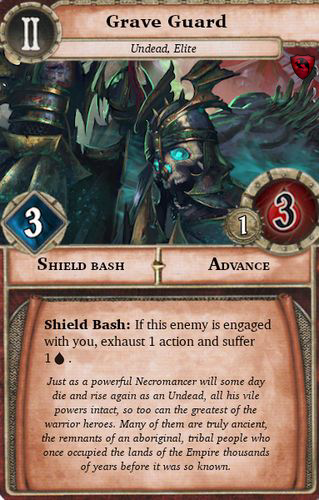 II
Grave Guard
Undead, Elite
3
1
3
Shield bash
Advance
Shield Bash: If this enemy is engaged
with you, exhaust 1 action and suffer
1 .
Just as a powerful Necromancer will some day
die and rise again as an Undead, all his vile
powers intact, so too can the greatest of the
warrior heroes. Many of them are truly ancient,
the remnants of an aboriginal, tribal people who
once occupied the lands of the Empire thousands
of years before it was so known.